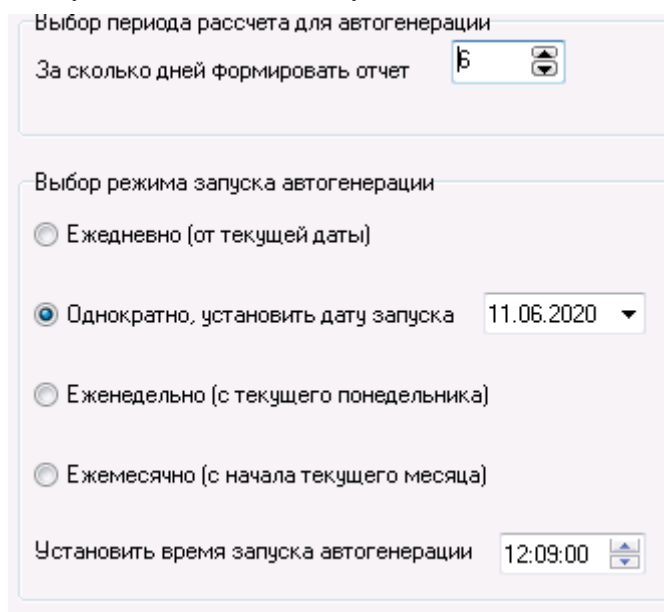 Выбор периода рассчета для автогенерации
За сколько дней формировать отчет 6
Выбор режима запуска автогенерации
Ежедневно (от текущей даты)
Однократно, установить дату запуска 11.06.2020
Еженедельно (с текущего понедельника)
Ежемесячно (с начала текущего месяца)
Установить время запуска автогенерации 12:09:00